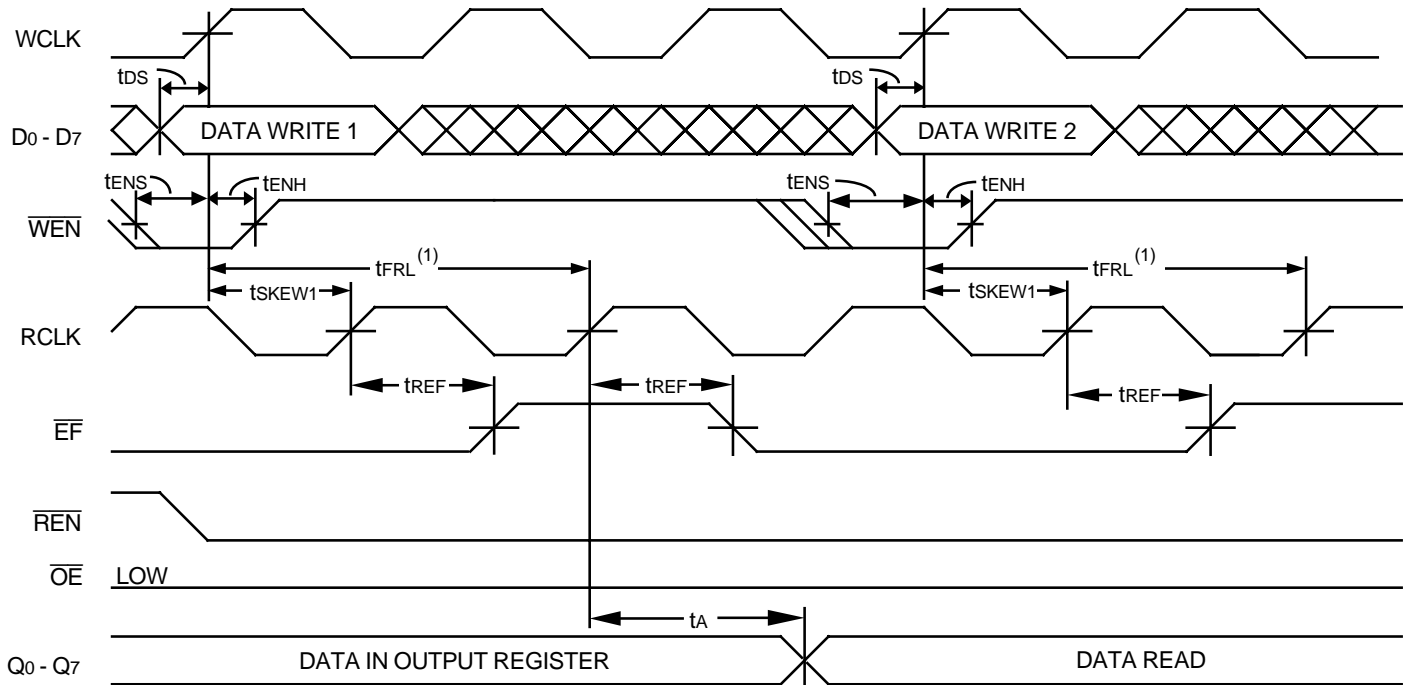 WCLK
tDS tDS
D0 - D7 DATA WRITE 1 DATA WRITE 2
tENS tENH tENS tENH
WEN
tFRL (1) tFRL (1)
tSKEW1 tSKEW1
RCLK
tREF tREF tREF
EF
REN
OE LOW
tA
Q0 - Q7 DATA IN OUTPUT REGISTER DATA READ